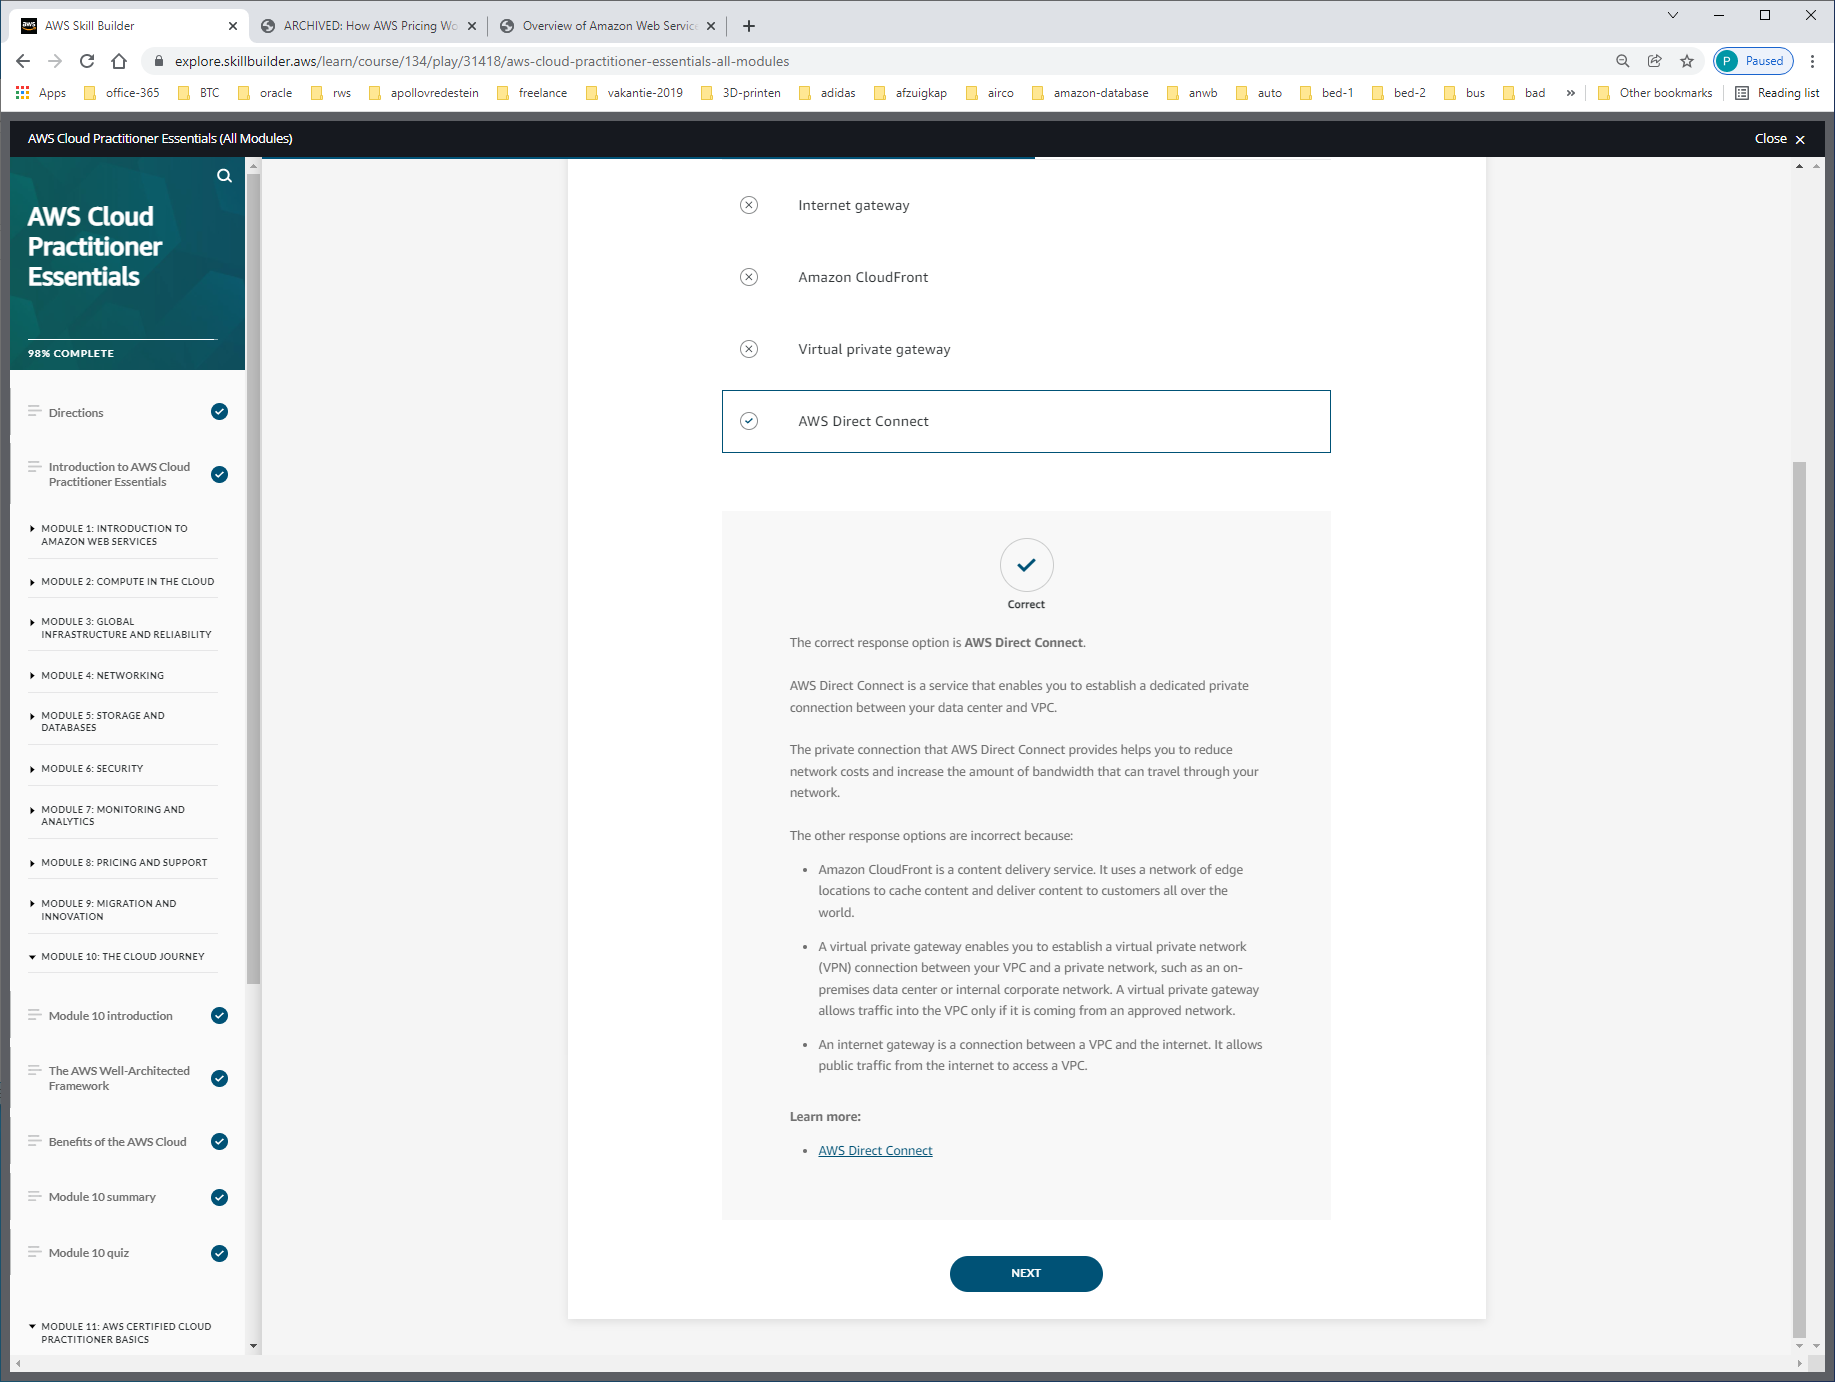 aws AWS Skill Builder
ARCHIVED: How AWS Pricing Wo
Overview of Amazon Web Service
explore.skillbuilder.aws/learn/course/134/play/31418/aws-cloud-practitioner-essentials-all-modules
P Paused
Apps office-365 BTC oracle rws apollovredestein freelance vakantie-2019 3D-printen adidas afzuigkap airco amazon-database anwb auto bed-1 bed-2 bus bad » Other bookmarks Reading list
AWS Cloud Practitioner Essentials (All Modules)
Close
AWS Cloud
Practitioner
Essentials
98% COMPLETE
Directions
Introduction to AWS Cloud
Practitioner Essentials
MODULE 1: INTRODUCTION TO
AMAZON WEB SERVICES
MODULE 2: COMPUTE IN THE CLOUD
MODULE 3: GLOBAL
INFRASTRUCTURE AND RELIABILITY
MODULE 4: NETWORKING
MODULE 5: STORAGE AND
DATABASES
MODULE 6: SECURITY
MODULE 7: MONITORING AND
ANALYTICS
MODULE 8: PRICING AND SUPPORT
MODULE 9: MIGRATION AND
INNOVATION
MODULE 10: THE CLOUD JOURNEY
Module 10 introduction
The AWS Well-Architected
Framework
Benefits of the AWS Cloud
Module 10 summary
Module 10 quiz
MODULE 11: AWS CERTIFIED CLOUD
PRACTITIONER BASICS
Internet gateway
Amazon CloudFront
Virtual private gateway
AWS Direct Connect
Correct
The correct response option is AWS Direct Connect.
AWS Direct Connect is a service that enables you to establish a dedicated private
connection between your data center and VPC.
The private connection that AWS Direct Connect provides helps you to reduce
network costs and increase the amount of bandwidth that can travel through your
network.
The other response options are incorrect because:
• Amazon CloudFront is a content delivery service. It uses a network of edge
locations to cache content and deliver content to customers all over the
world.
• A virtual private gateway enables you to establish a virtual private network
(VPN) connection between your VPC and a private network, such as an on-
premises data center or internal corporate network. A virtual private gateway
allows traffic into the VPC only if it is coming from an approved network.
• An internet gateway is a connection between a VPC and the internet. It allows
public traffic from the internet to access a VPC.
Learn more:
• AWS Direct Connect
NEXT